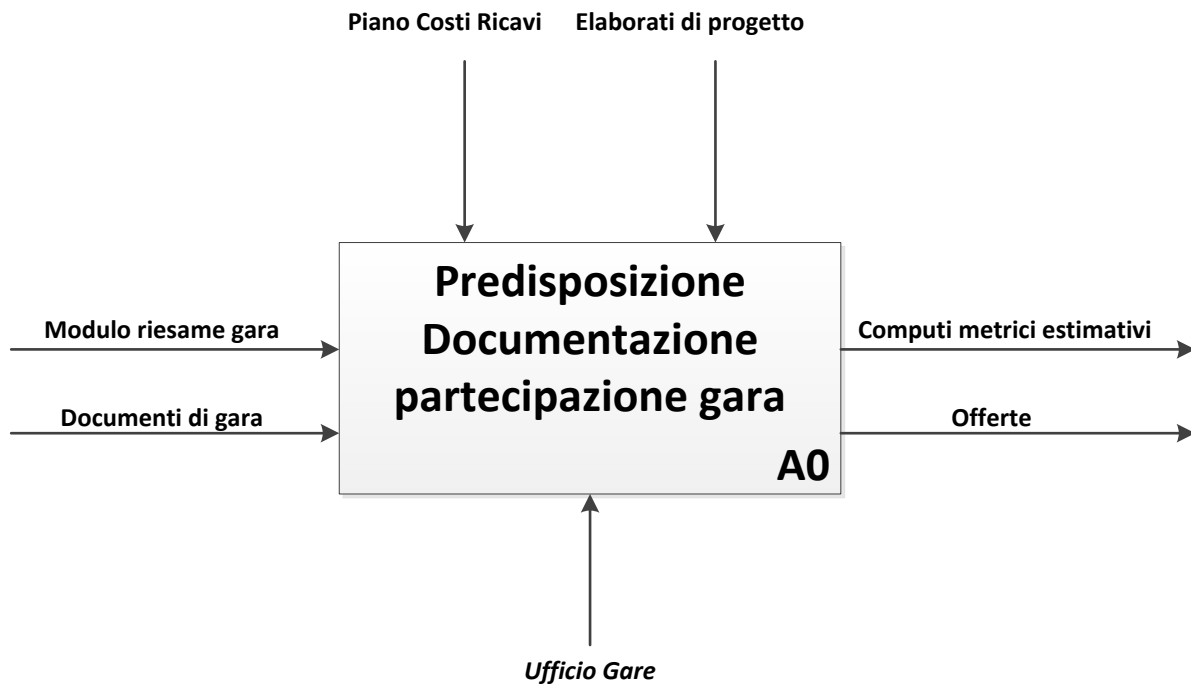 Piano Costi Ricavi Elaborati di progetto
Predisposizione
Documentazione
partecipazione gara
A0
Modulo riesame gara
Documenti di gara
Computi metrici estimativi
Offerte
Ufficio Gare